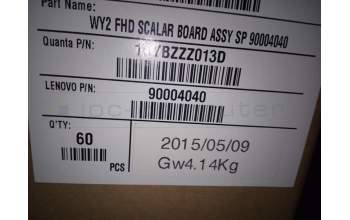 Part Name:
WY2 FHD SCALAR BOARD ASSY SP 90004040
Quanta P/N:
LENOVO P/N:
90004040
Q'TY:
60
PCS
2015/05/09
Gw4.14Kg